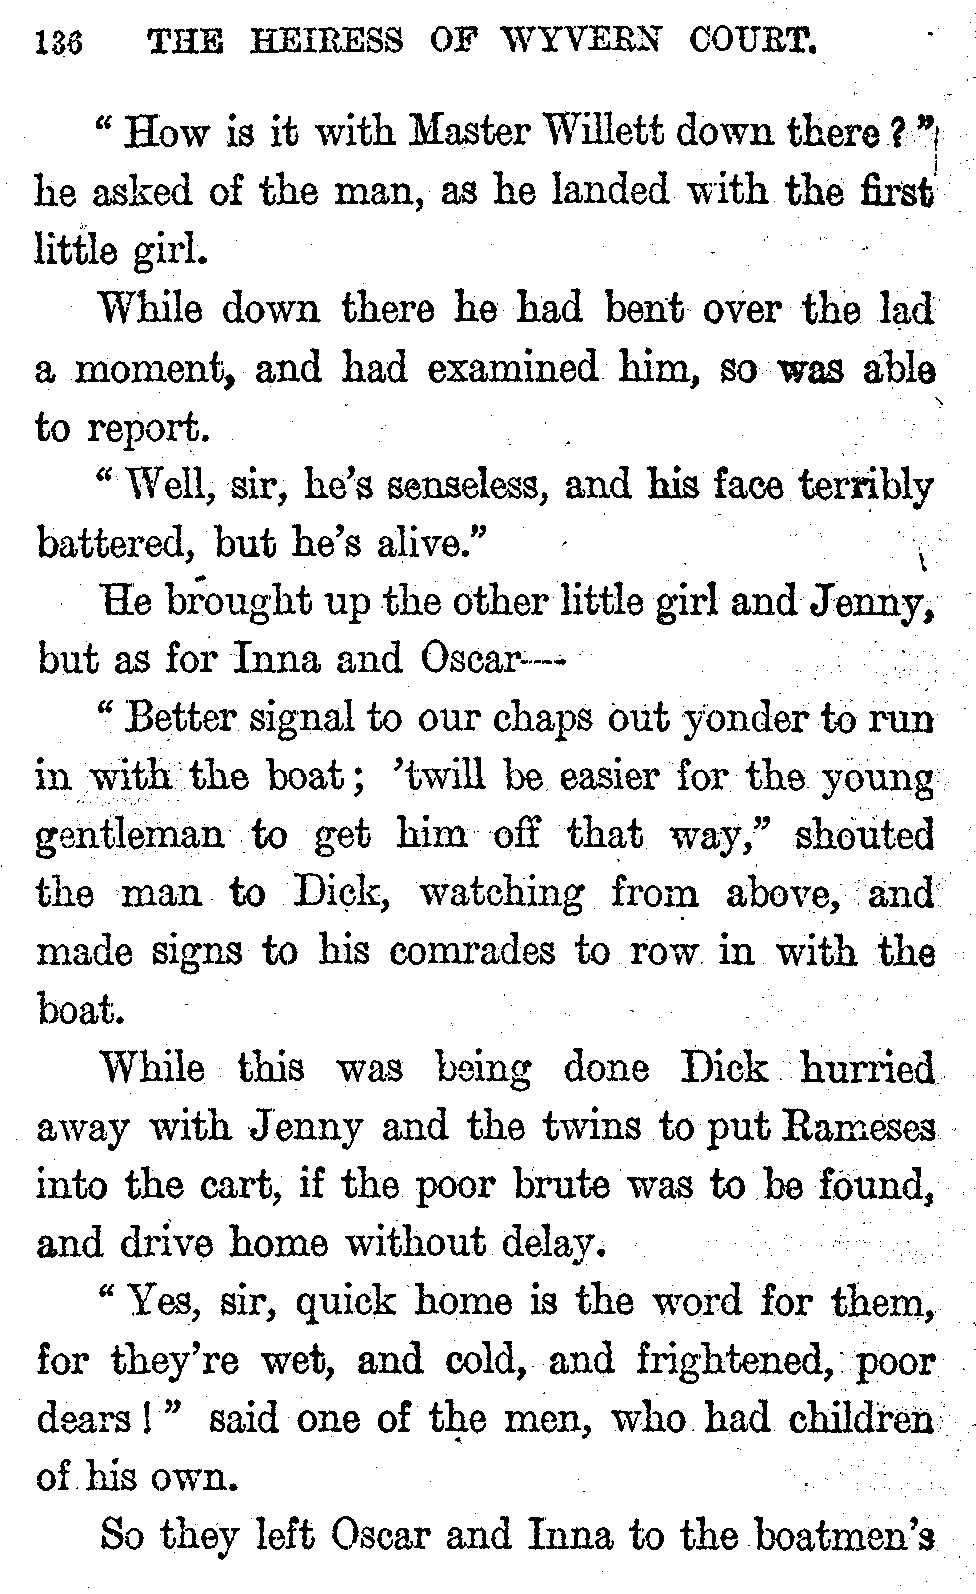 136 THE HEIRESS OF WYVERN COURT.
“How is it with Master Willett down there?”
he asked of the man, as he landed with the first
little girl.
While down there he had bent over the lad
a moment, and had examined him, so was able
to report.
“Well, sir, he’s senseless, and his face terribly
battered, but he’s alive.”
He brought up the other little girl and Jenny,
but as for Inna and Oscar—
“Better signal to our chaps out yonder to run
in with the boat; ’twill be easier for the young
gentleman to get him off that way,” shouted
the man to Dick, watching from above, and
made signs to his comrades to row in with the
boat.
While this was being done Dick hurried
away with Jenny and the twins to put Rameses
into the cart, if the poor brute was to be found,
and drive home without delay.
“Yes, sir, quick home is the word for them,
for they’re wet, and cold, and frightened, poor
dears!” said one of the men, who had children
of his own.
So they left Oscar and Inna to the boatmen’s